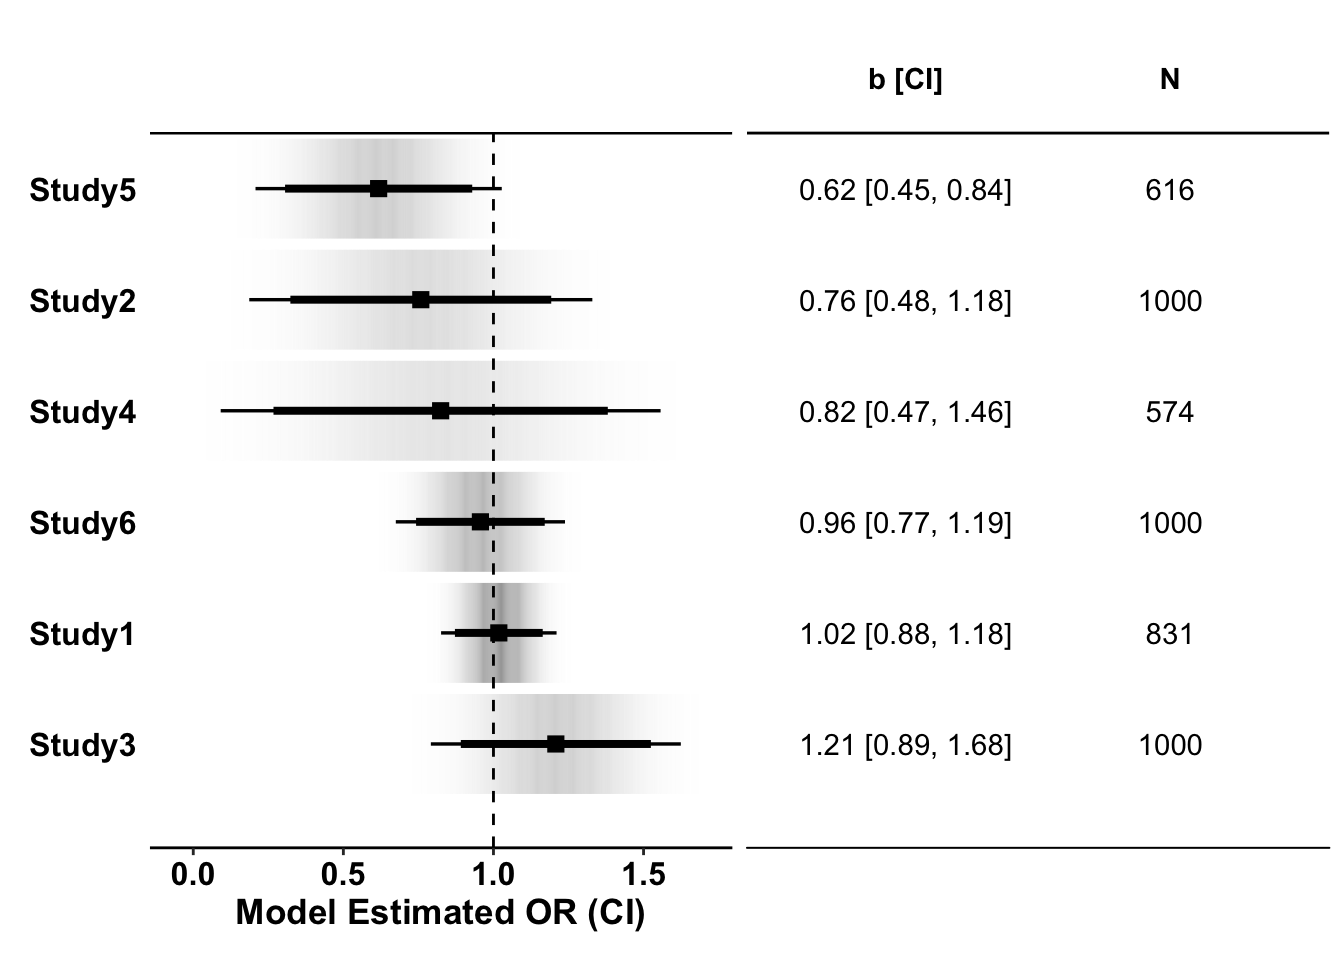 b [CI] N
Study5 0.62 [0.45, 0.84] 616
Study2 0.76 [0.48, 1.18] 1000
Study4 0.82 [0.47, 1.46] 574
Study6 0.96 [0.77, 1.19] 1000
Study1 1.02 [0.88, 1.18] 831
Study3 1.21 [0.89, 1.68] 1000
0.0 0.5 1.0 1.5
Model Estimated OR (CI)